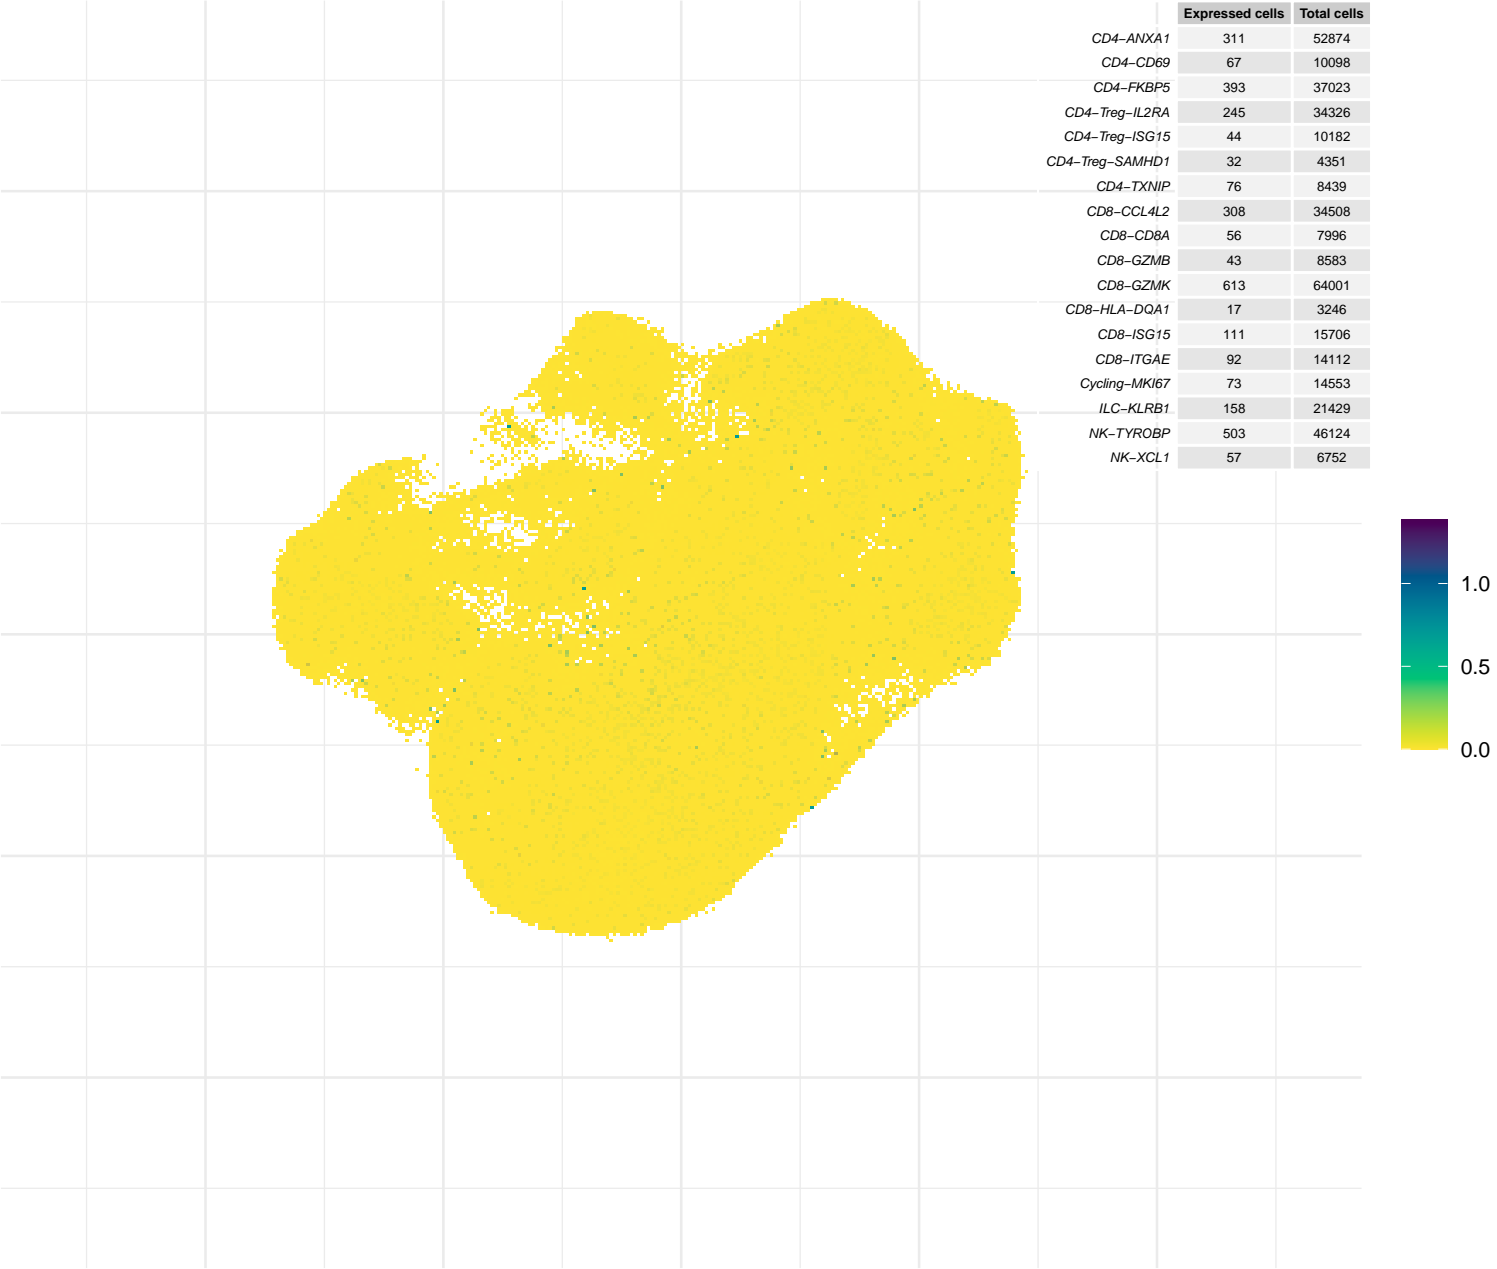 Expressed cells Total cells
CD4−ANXA1 311 52874
CD4−CD69 67 10098
CD4−FKBP5 393 37023
CD4−Treg−IL2RA 245 34326
CD4−Treg−ISG15 44 10182
CD4−Treg−SAMHD1 32 4351
CD4−TXNIP 76 8439
CD8−CCL4L2 308 34508
CD8−CD8A 56 7996
CD8−GZMB 43 8583
CD8−GZMK 613 64001
CD8−HLA−DQA1 17 3246
CD8−ISG15 111 15706
CD8−ITGAE 92 14112
Cycling−MKI67 73 14553
ILC−KLRB1 158 21429
NK−TYROBP 503 46124
NK−XCL1 57 6752
1.0
0.5
0.0